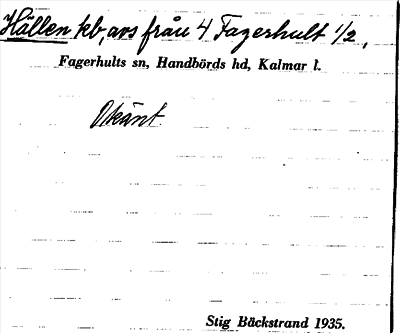 Hällen kb, avs från 4 Fagerhult 1/2,
Fagerhults sn, Handbörds hd, Kalmar l.
Okänt
Stig Bäckstrand 1935.